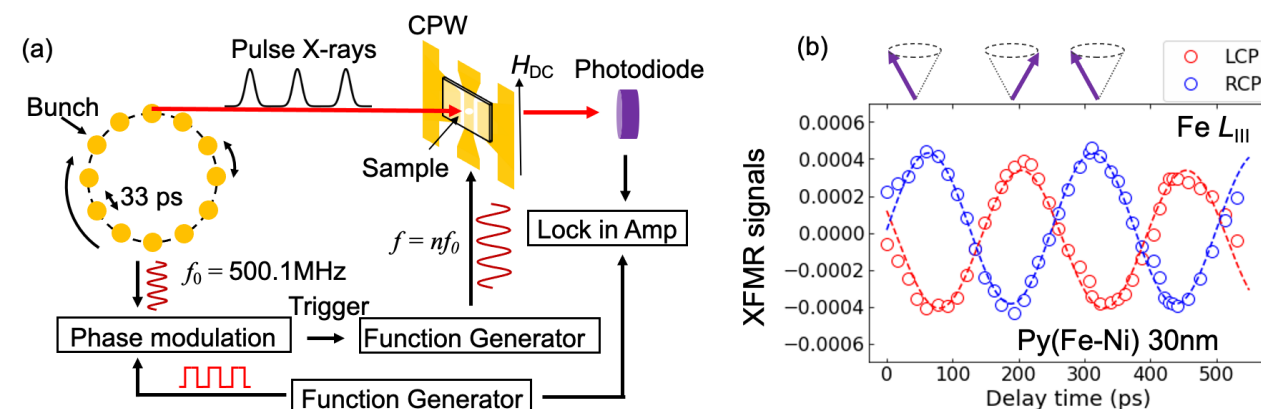 (a)
Pulse X-rays
CPW
H_DC
Photodiode
Bunch
33 ps
Sample
f = nf₀
Lock in Amp
f₀ = 500.1MHz
Trigger
Phase modulation
Function Generator
Function Generator
(b)
LCP
RCP
Fe L_III
0.0006
0.0004
0.0002
0.0000
−0.0002
−0.0004
−0.0006
XFMR signals
Py(Fe-Ni) 30nm
0 100 200 300 400 500
Delay time (ps)